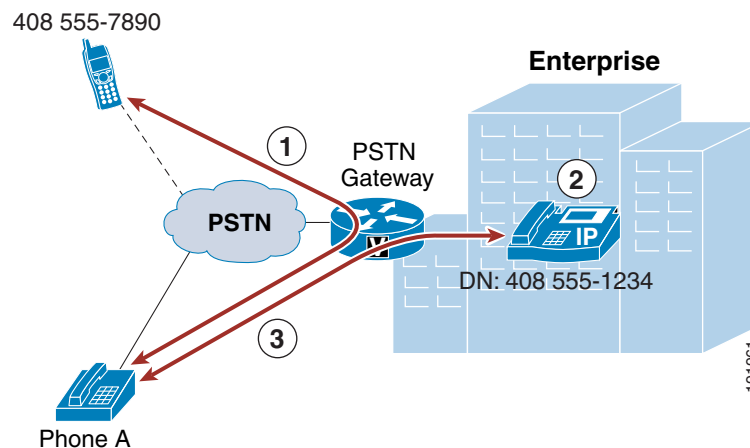 408 555-7890
Enterprise
1
PSTN
Gateway
2
PSTN
V
IP
DN: 408 555-1234
3
Phone A